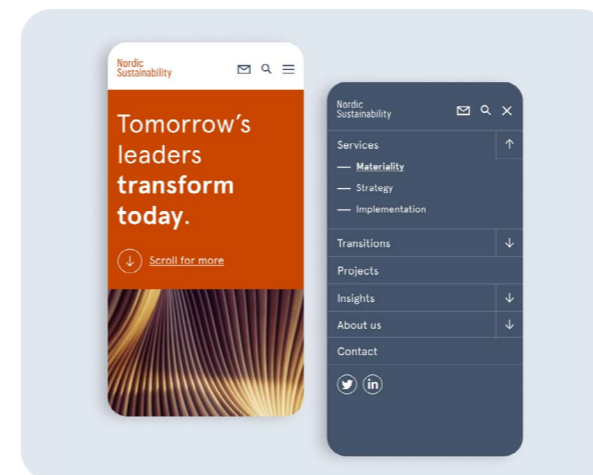 Nordic
Sustainability
Tomorrow's
leaders
transform
today.
Scroll for more
Nordic
Sustainability
Services
Materiality
Strategy
Implementation
Transitions
Projects
Insights
About us
Contact
in